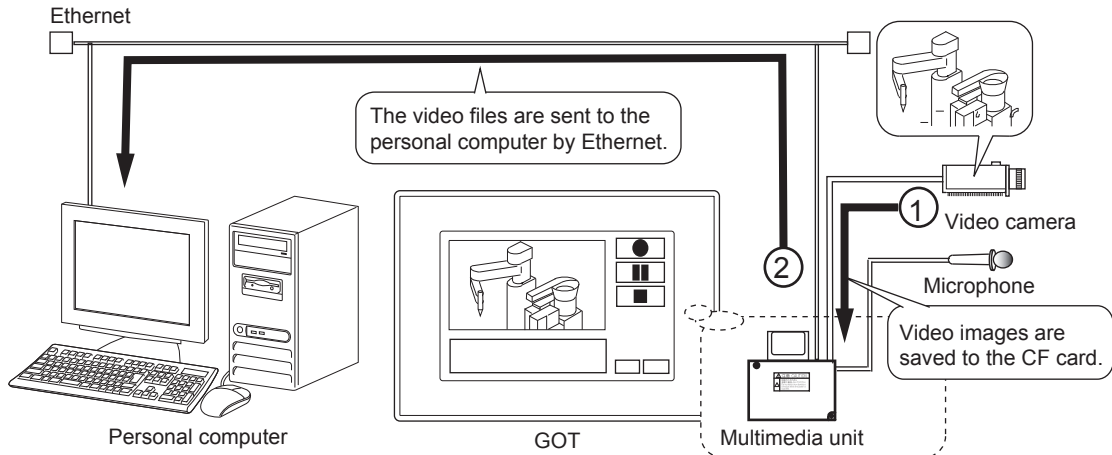 Ethernet
The video files are sent to the
personal computer by Ethernet.
1
Video camera
2
Microphone
Video images are
saved to the CF card.
Personal computer
GOT
Multimedia unit